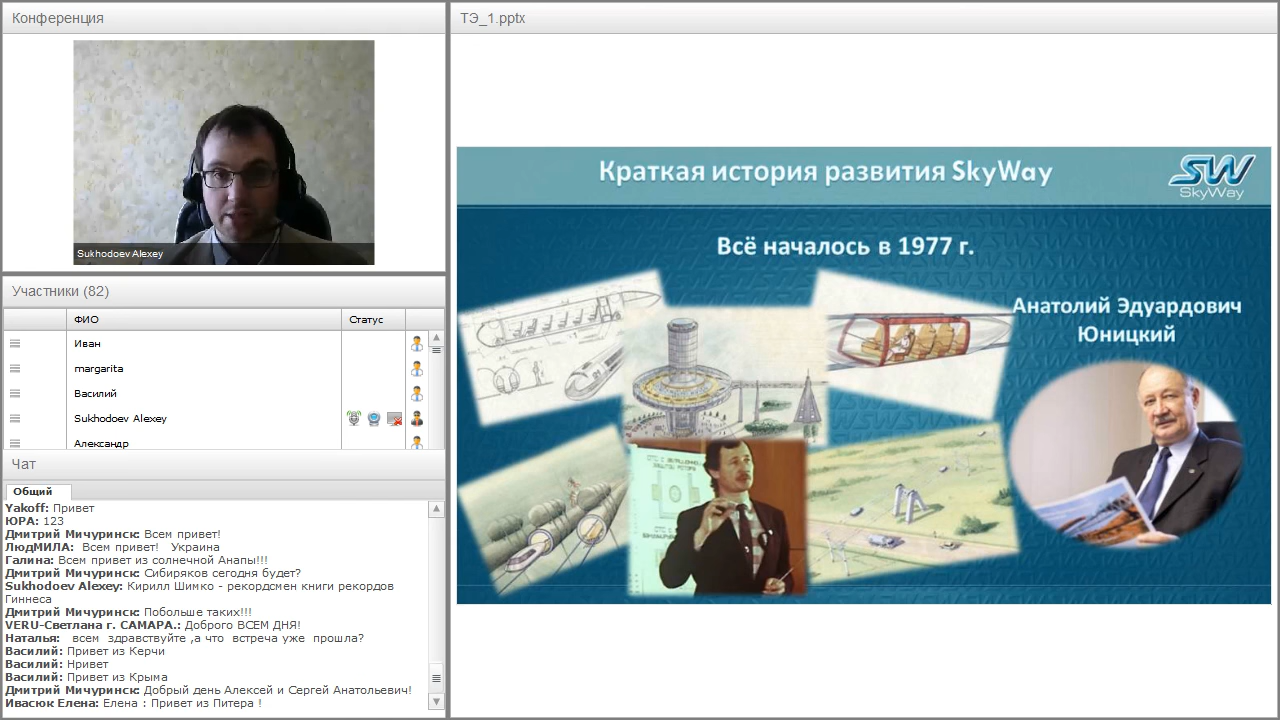 Конференция
Sukhodoev Alexey
Участники (82)
ФИО
Статус
Иван
margarita
Василий
Sukhodoev Alexey
Александр
Чат
Общий
Yakoff: Привет
ЮРА: 123
Дмитрий Мичуринск: Всем привет!
ЛюдМИЛА: Всем привет! Украина
Галина: Всем привет из солнечной Анапы!!!
Дмитрий Мичуринск: Сибиряков сегодня будет?
Sukhodoev Alexey: Кирилл Шимко - рекордсмен книги рекордов
Гиннеса
Дмитрий Мичуринск: Побольше таких!!!
VERU-Светлана г. САМАРА.: Доброго ВСЕМ ДНЯ!
Наталья: всем здравствуйте ,а что встреча уже прошла?
Василий: Привет из Керчи
Василий: Нривет
Василий: Привет из Крыма
Дмитрий Мичуринск: Добрый день Алексей и Сергей Анатольевич!
Ивасюк Елена: Елена : Привет из Питера !
ТЭ_1.pptx
Краткая история развития SkyWay
SW
SkyWay
Всё началось в 1977 г.
Анатолий Эдуардович
Юницкий